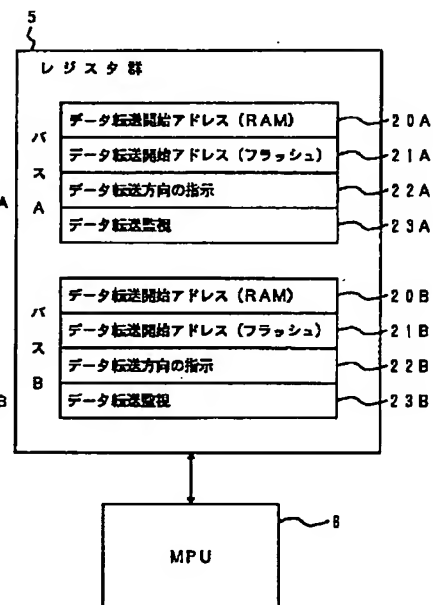 5
レジスタ群
バスA
データ転送開始アドレス(RAM)
20A
データ転送開始アドレス(フラッシュ)
21A
データ転送方向の指示
22A
データ転送監視
23A
A
バスB
データ転送開始アドレス(RAM)
20B
データ転送開始アドレス(フラッシュ)
21B
データ転送方向の指示
22B
データ転送監視
23B
B
MPU